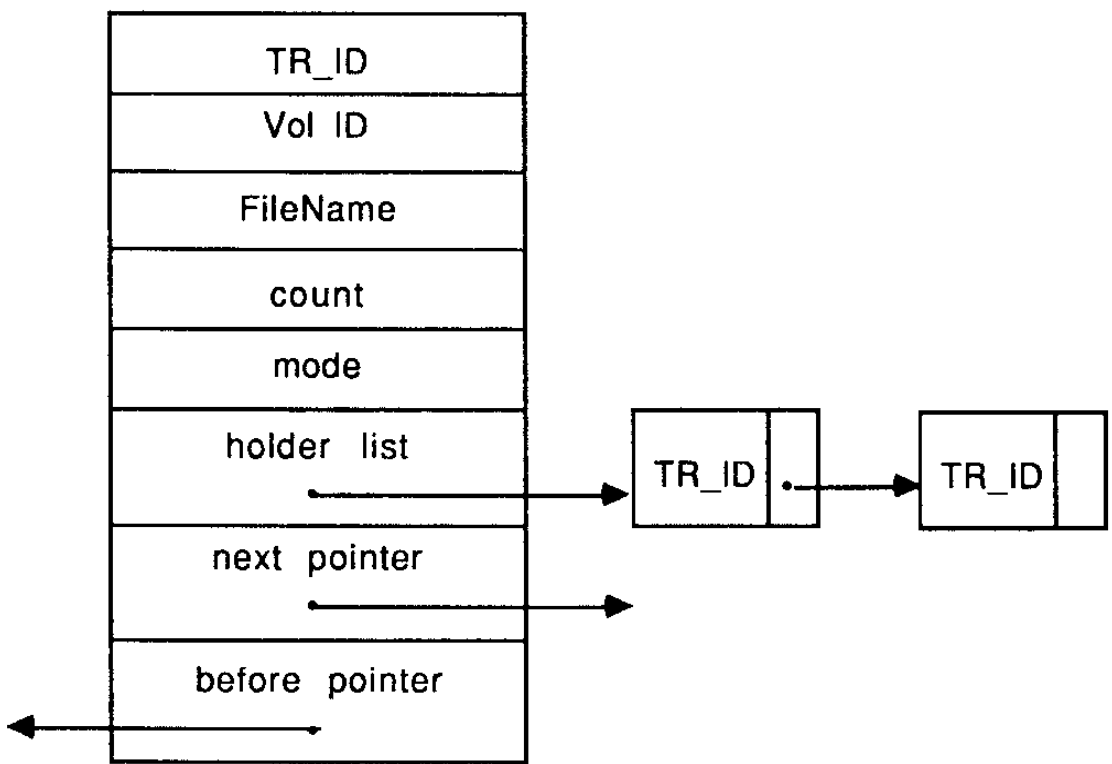 TR_ID
Vol ID
FileName
count
mode
holder list
TR_ID
TR_ID
next pointer
before pointer